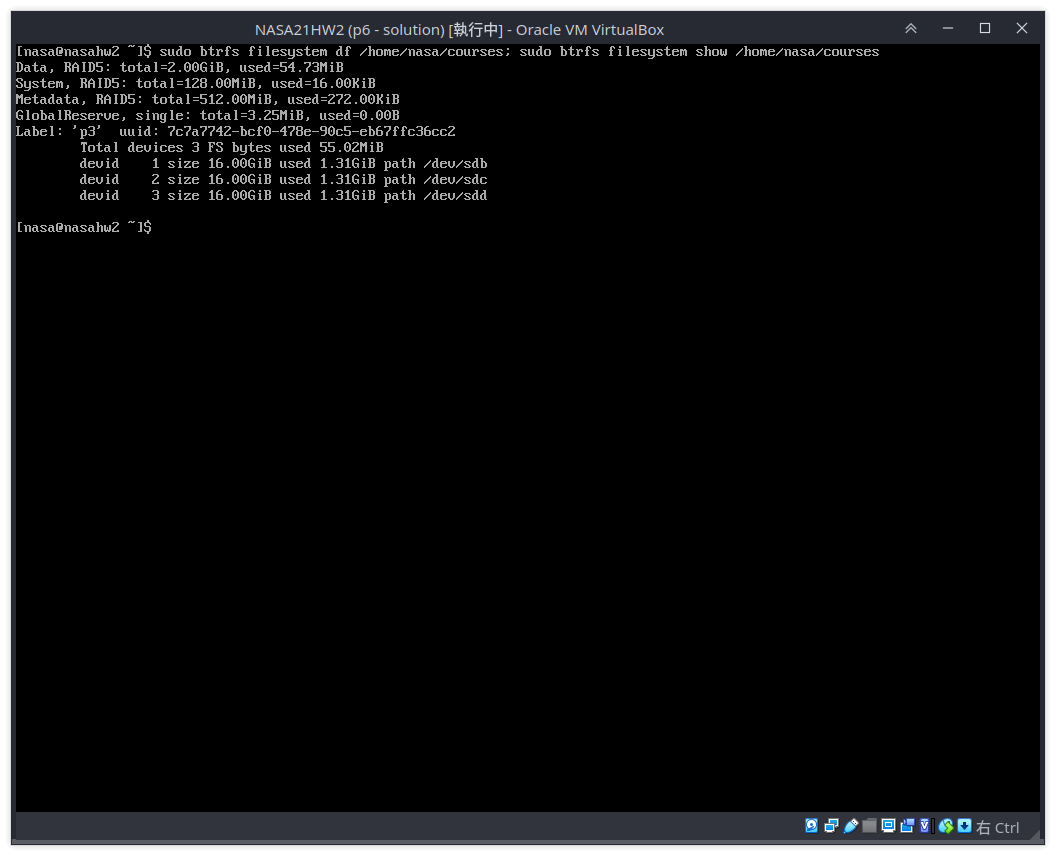 NASA21HW2 (p6 - solution) [執行中] - Oracle VM VirtualBox
[nasa@nasahw2 ~]$ sudo btrfs filesystem df /home/nasa/courses; sudo btrfs filesystem show /home/nasa/courses
Data, RAID5: total=2.00GiB, used=54.73MiB
System, RAID5: total=128.00MiB, used=16.00KiB
Metadata, RAID5: total=512.00MiB, used=272.00KiB
GlobalReserve, single: total=3.25MiB, used=0.00B
Label: 'p3'  uuid: 7c7a7742-bcf0-478e-90c5-eb67ffc36cc2
        Total devices 3 FS bytes used 55.02MiB
        devid    1 size 16.00GiB used 1.31GiB path /dev/sdb
        devid    2 size 16.00GiB used 1.31GiB path /dev/sdc
        devid    3 size 16.00GiB used 1.31GiB path /dev/sdd
[nasa@nasahw2 ~]$
右 Ctrl